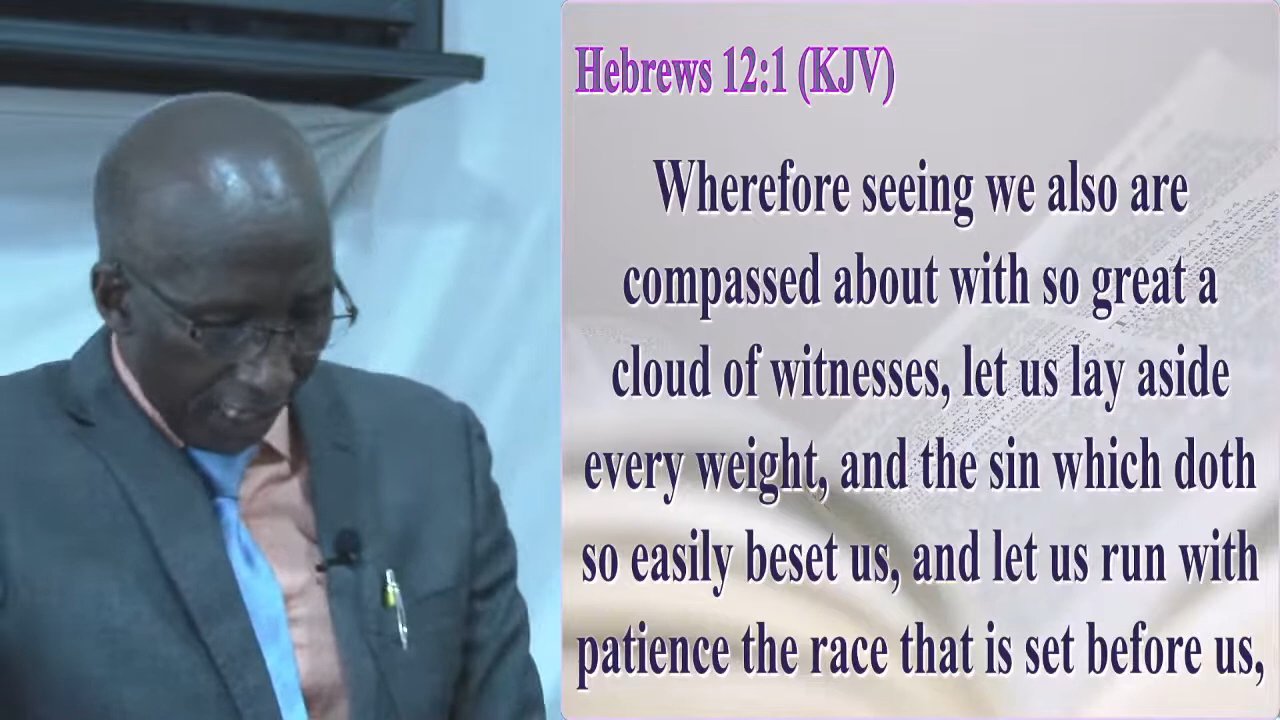 Hebrews 12:1 (KJV)
Wherefore seeing we also are
compassed about with so great a
cloud of witnesses, let us lay aside
every weight, and the sin which doth
so easily beset us, and let us run with
patience the race that is set before us,